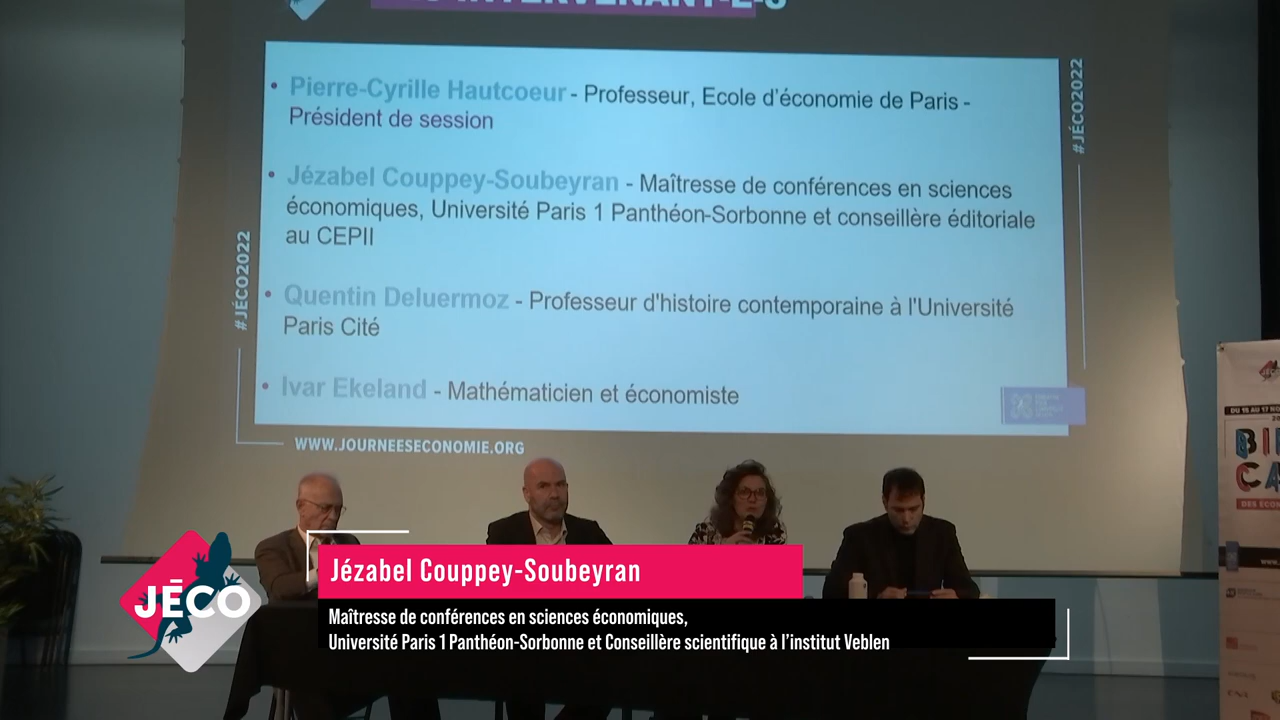 • Pierre-Cyrille Hautcoeur - Professeur, Ecole d'économie de Paris -
Président de session
• Jézabel Couppey-Soubeyran - Maîtresse de conférences en sciences
économiques, Université Paris 1 Panthéon-Sorbonne et conseillère éditoriale
au CEPII
• Quentin Deluermoz - Professeur d'histoire contemporaine à l'Université
Paris Cité
• Ivar Ekeland - Mathématicien et économiste
#JÉCO2022
#JÉCO2022
WWW.JOURNEESECONOMIE.ORG
JÉCO
Jézabel Couppey-Soubeyran
Maîtresse de conférences en sciences économiques,
Université Paris 1 Panthéon-Sorbonne et Conseillère scientifique à l'institut Veblen